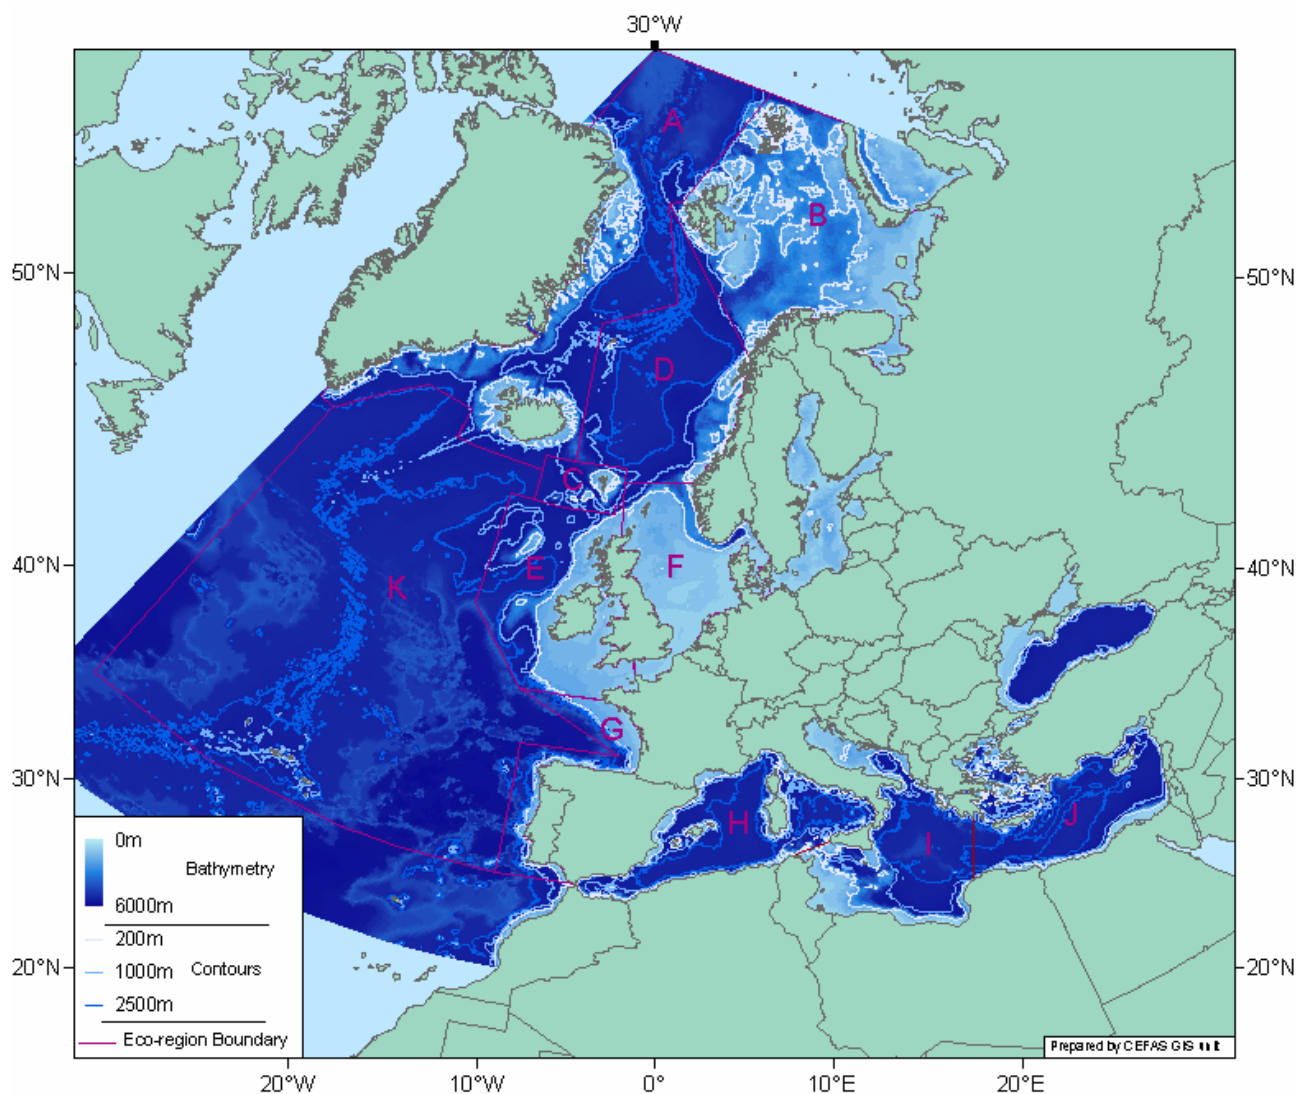 30°W
A
B
50°N
50°N
D
C
40°N
E
F
40°N
K
G
30°N
30°N
H
I
J
0m
Bathymetry
6000m
200m
1000m
Contours
2500m
Eco-region Boundary
20°N
20°N
Prepared by CEFAS GIS unit
20°W
10°W
0°
10°E
20°E